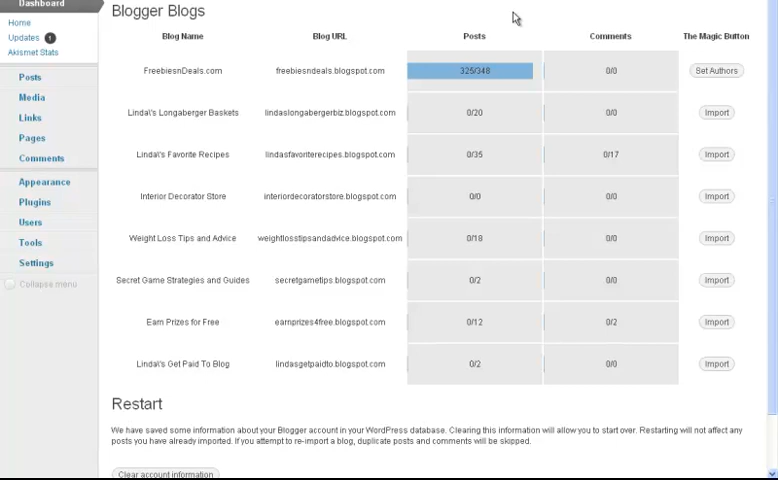 Dashboard
Home
Updates 1
Akismet Stats
Posts
Media
Links
Pages
Comments
Appearance
Plugins
Users
Tools
Settings
Collapse menu
Blogger Blogs
Blog Name Blog URL Posts Comments The Magic Button
FreebiesnDeals.com freebiesndeals.blogspot.com 325/348 0/0 Set Authors
Lindal's Longaberger Baskets lindaslongabergerbiz.blogspot.com 0/20 0/0 Import
Lindal's Favorite Recipes lindasfavoriterecipes.blogspot.com 0/35 0/17 Import
Interior Decorator Store interiordecoratorstore.blogspot.com 0/0 0/0 Import
Weight Loss Tips and Advice weightlosstipsandadvice.blogspot.com 0/18 0/0 Import
Secret Game Strategies and Guides secretgametips.blogspot.com 0/2 0/0 Import
Earn Prizes for Free earnprizes4free.blogspot.com 0/12 0/2 Import
Lindal's Get Paid To Blog lindasgetpaidto.blogspot.com 0/2 0/0 Import
Restart
We have saved some information about your Blogger account in your WordPress database. Clearing this information will allow you to start over. Restarting will not affect any
posts you have already imported. If you attempt to re-import a blog, duplicate posts and comments will be skipped.
Clear account information